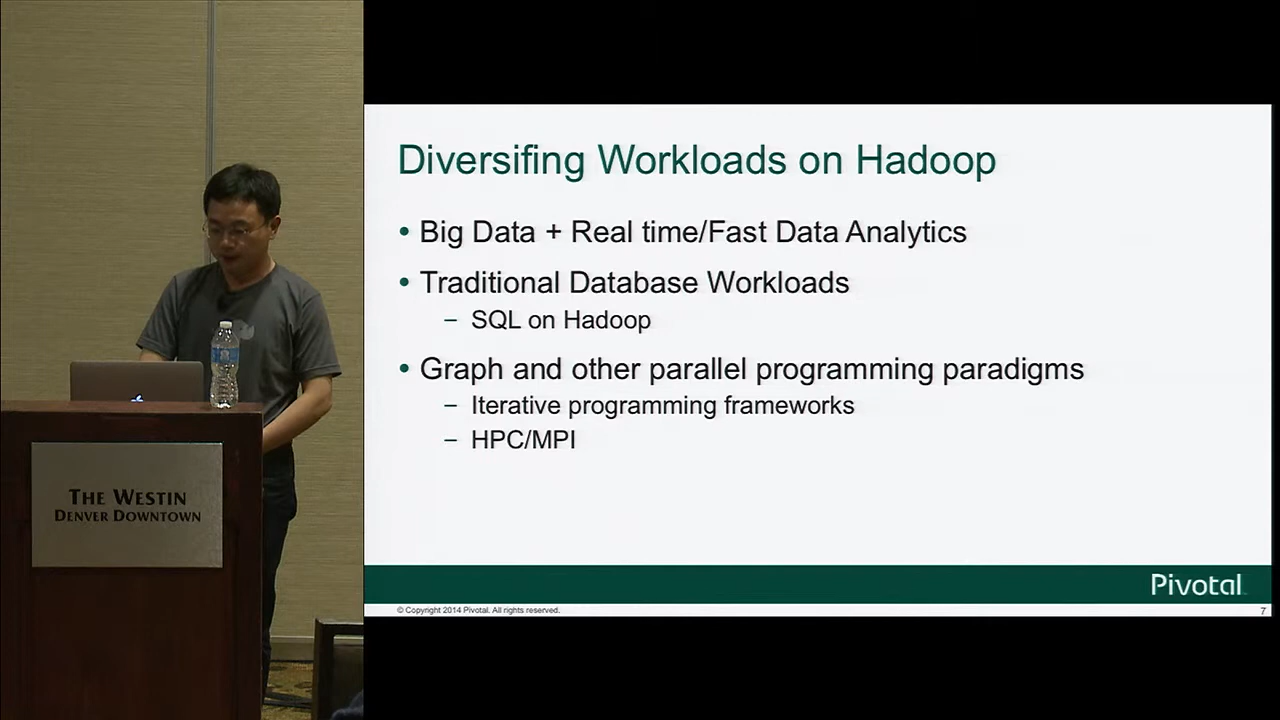 Diversifing Workloads on Hadoop
• Big Data + Real time/Fast Data Analytics
• Traditional Database Workloads
– SQL on Hadoop
• Graph and other parallel programming paradigms
– Iterative programming frameworks
– HPC/MPI
Pivotal
© Copyright 2014 Pivotal. All rights reserved.
7
THE WESTIN
DENVER DOWNTOWN